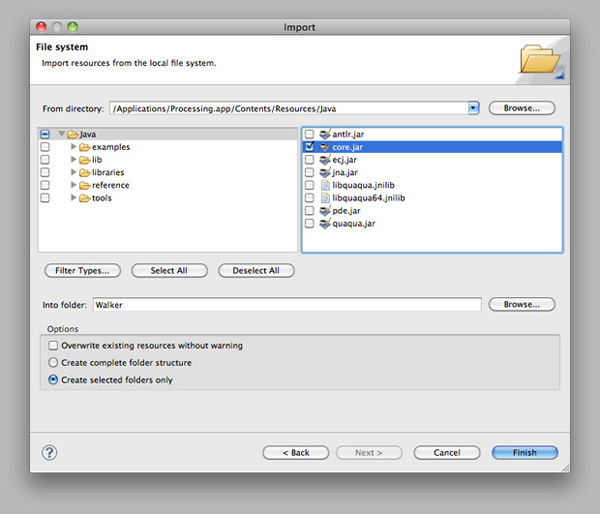 Import
File system
Import resources from the local file system.
From directory: /Applications/Processing.app/Contents/Resources/Java Browse...
Java
examples
lib
libraries
reference
tools
antlr.jar
core.jar
ecj.jar
jna.jar
libquaqua.jnilib
libquaqua64.jnilib
pde.jar
quaqua.jar
Filter Types... Select All Deselect All
Into folder: Walker Browse...
Options
Overwrite existing resources without warning
Create complete folder structure
Create selected folders only
? < Back Next > Cancel Finish